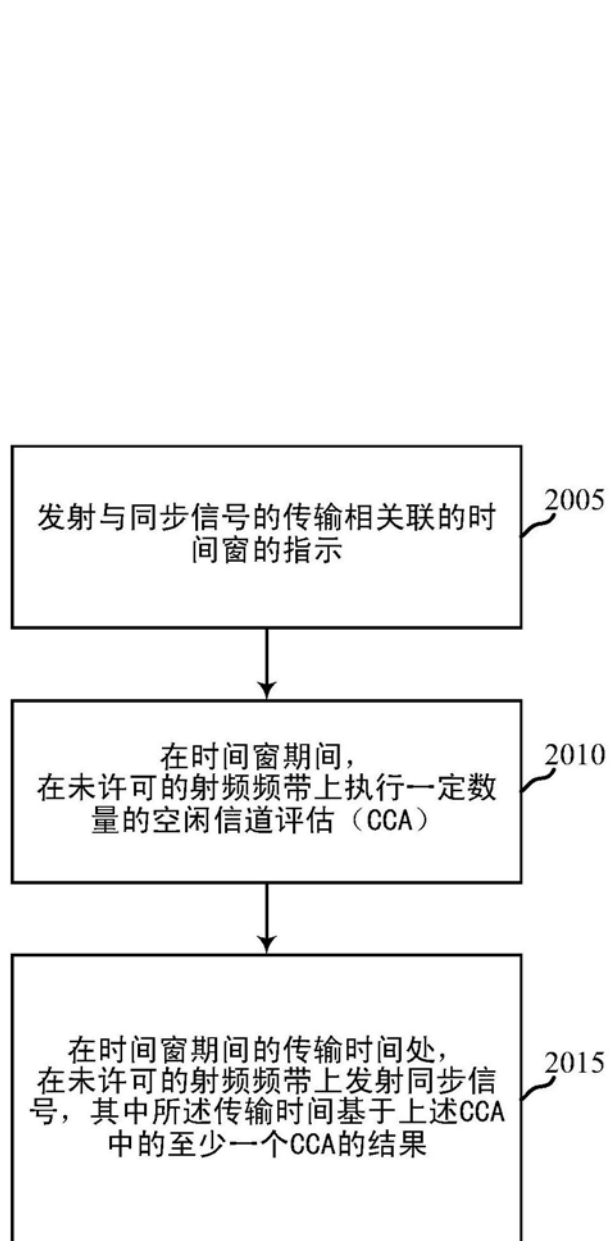 发射与同步信号的传输相关联的时
间窗的指示
2005
在时间窗期间，
在未许可的射频频带上执行一定数
量的空闲信道评估（CCA）
2010
在时间窗期间的传输时间处，
在未许可的射频频带上发射同步信
号，其中所述传输时间基于上述CCA
中的至少一个CCA的结果
2015